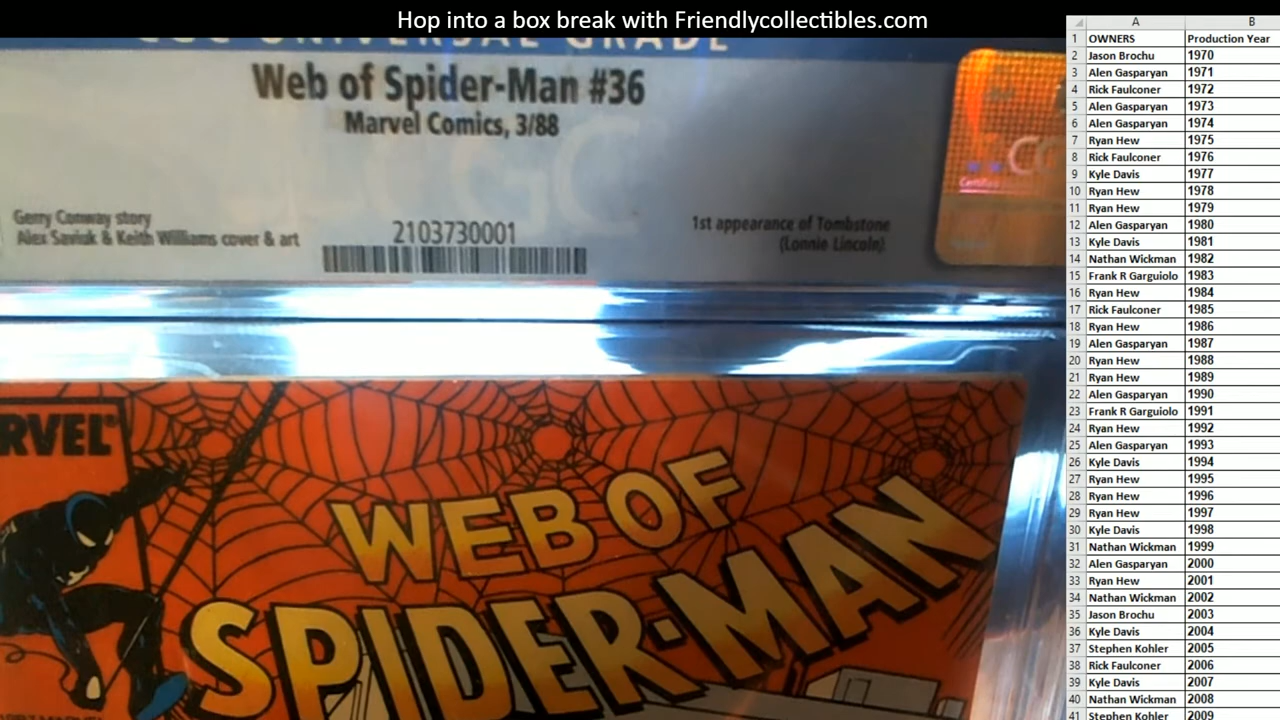 Hop into a box break with Friendlycollectibles.com
CGC UNIVERSAL GRADE
Web of Spider-Man #36
Marvel Comics, 3/88
Gerry Conway story
Alex Saviuk & Keith Williams cover & art
2103730001
1st appearance of Tombstone
(Lonnie Lincoln)
CG
RVEL
WEB OF
SPIDER-MAN
A B
1 OWNERS Production Year
2 Jason Brochu 1970
3 Alen Gasparyan 1971
4 Rick Faulconer 1972
5 Alen Gasparyan 1973
6 Alen Gasparyan 1974
7 Ryan Hew 1975
8 Rick Faulconer 1976
9 Kyle Davis 1977
10 Ryan Hew 1978
11 Ryan Hew 1979
12 Alen Gasparyan 1980
13 Kyle Davis 1981
14 Nathan Wickman 1982
15 Frank R Garguiolo 1983
16 Ryan Hew 1984
17 Rick Faulconer 1985
18 Ryan Hew 1986
19 Alen Gasparyan 1987
20 Ryan Hew 1988
21 Ryan Hew 1989
22 Alen Gasparyan 1990
23 Frank R Garguiolo 1991
24 Ryan Hew 1992
25 Alen Gasparyan 1993
26 Kyle Davis 1994
27 Ryan Hew 1995
28 Ryan Hew 1996
29 Ryan Hew 1997
30 Kyle Davis 1998
31 Nathan Wickman 1999
32 Alen Gasparyan 2000
33 Ryan Hew 2001
34 Nathan Wickman 2002
35 Jason Brochu 2003
36 Kyle Davis 2004
37 Stephen Kohler 2005
38 Rick Faulconer 2006
39 Kyle Davis 2007
40 Nathan Wickman 2008
41 Stephen Kohler 2009